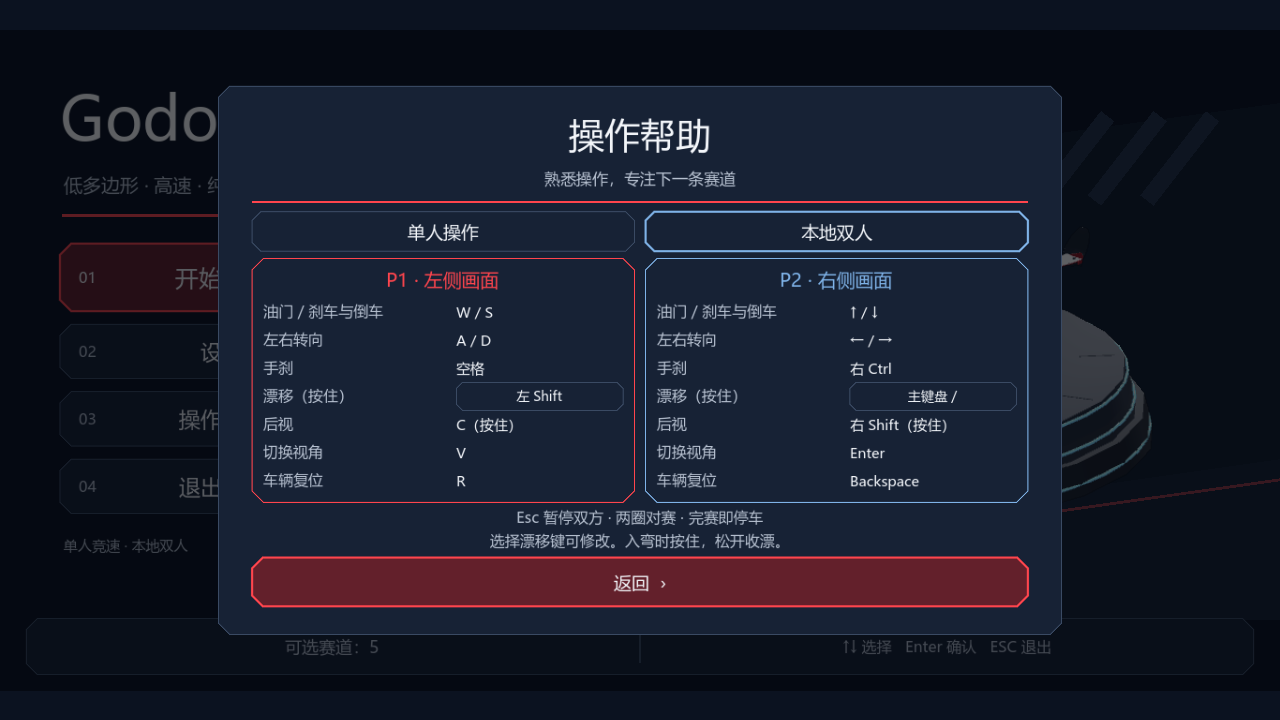 Godo
低多边形 · 高速 · 纯
01 开始
02 设
03 操作
04 退出
单人竞速 · 本地双人
操作帮助
熟悉操作，专注下一条赛道
单人操作 本地双人
P1 · 左侧画面
油门 / 刹车与倒车 W / S
左右转向 A / D
手刹 空格
漂移（按住） 左 Shift
后视 C（按住）
切换视角 V
车辆复位 R
P2 · 右侧画面
油门 / 刹车与倒车 ↑ / ↓
左右转向 ← / →
手刹 右 Ctrl
漂移（按住） 主键盘 /
后视 右 Shift（按住）
切换视角 Enter
车辆复位 Backspace
Esc 暂停双方 · 两圈对赛 · 完赛即停车
选择漂移键可修改。入弯时按住，松开收漂。
返回 ›
可选赛道：5
↑↓ 选择 Enter 确认 ESC 退出